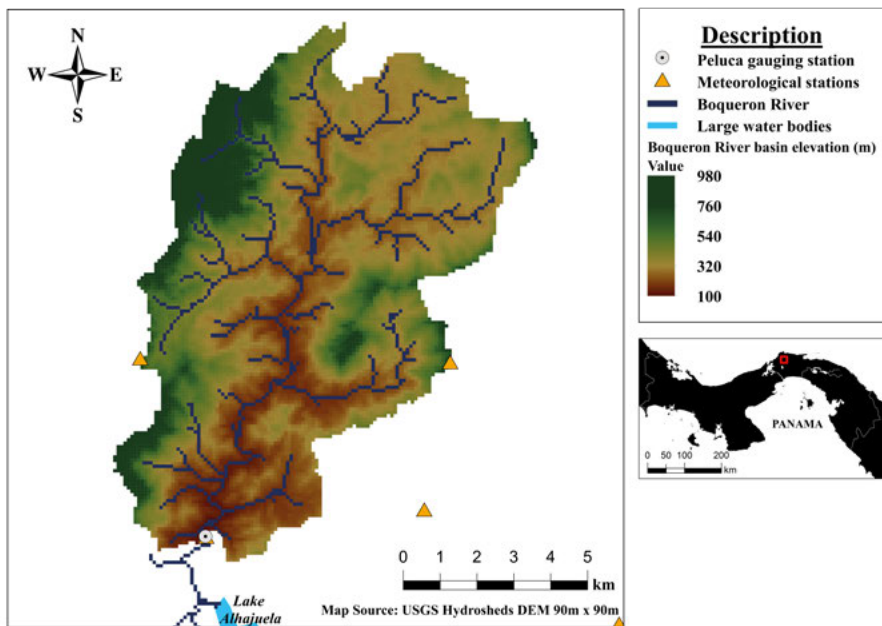 N
W E
S
Description
Peluca gauging station
Meteorological stations
Boqueron River
Large water bodies
Boqueron River basin elevation (m)
Value
980
760
540
320
100
PANAMA
0 50 100 200
km
0 1 2 3 4 5
km
Map Source: USGS Hydrosheds DEM 90m x 90m
Lake
Alhajuela